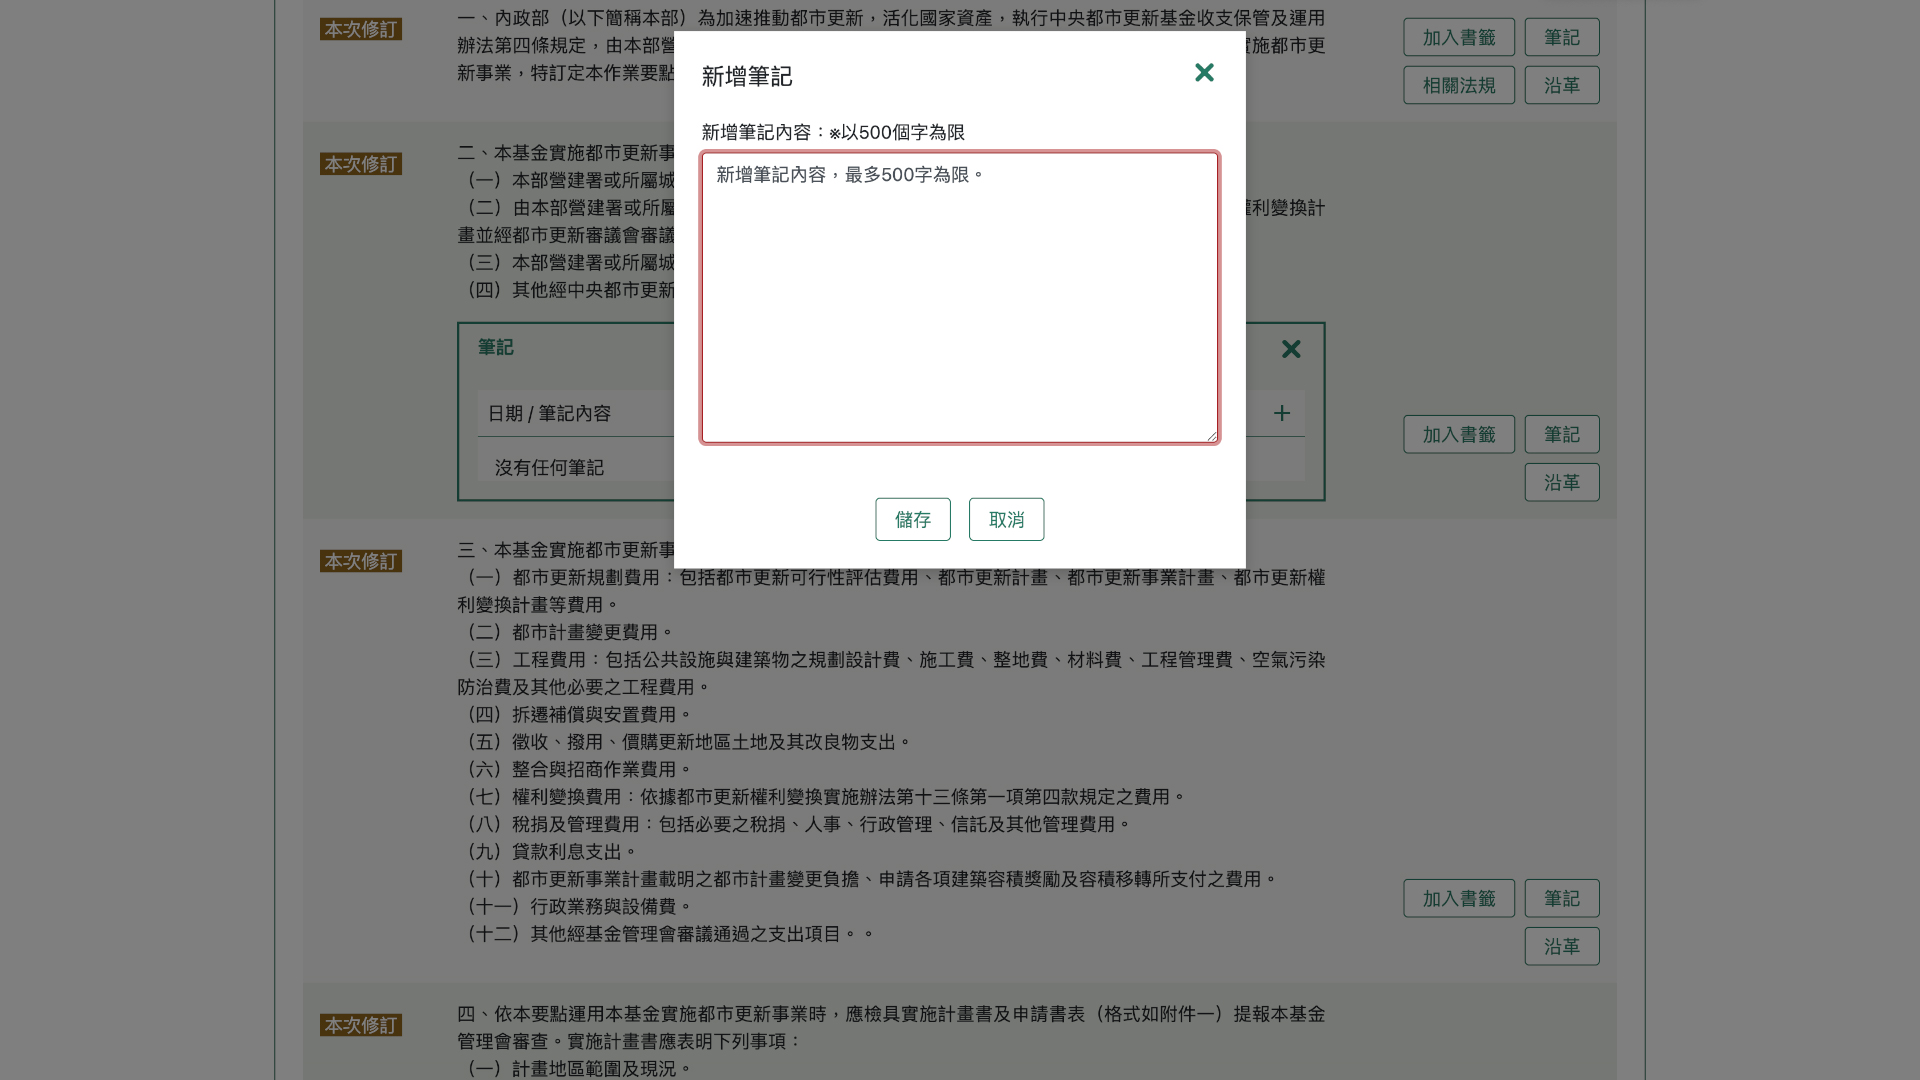 本次修訂
一、內政部（以下簡稱本部）為加速推動都市更新，活化國家資產，執行中央都市更新基金收支保管及運用
辦法第四條規定，由本部營
實施都市更
新事業，特訂定本作業要點
加入書籤
筆記
相關法規
沿革
新增筆記
新增筆記內容：※以500個字為限
新增筆記內容，最多500字為限。
儲存
取消
本次修訂
二、本基金實施都市更新事
（一）本部營建署或所屬城
（二）由本部營建署或所屬
權利變換計
畫並經都市更新審議會審議
（三）本部營建署或所屬城
（四）其他經中央都市更新
筆記
日期 / 筆記內容
沒有任何筆記
加入書籤
筆記
沿革
本次修訂
三、本基金實施都市更新事
（一）都市更新規劃費用：包括都市更新可行性評估費用、都市更新計畫、都市更新事業計畫、都市更新權
利變換計畫等費用。
（二）都市計畫變更費用。
（三）工程費用：包括公共設施與建築物之規劃設計費、施工費、整地費、材料費、工程管理費、空氣污染
防治費及其他必要之工程費用。
（四）拆遷補償與安置費用。
（五）徵收、撥用、價購更新地區土地及其改良物支出。
（六）整合與招商作業費用。
（七）權利變換費用：依據都市更新權利變換實施辦法第十三條第一項第四款規定之費用。
（八）稅捐及管理費用：包括必要之稅捐、人事、行政管理、信託及其他管理費用。
（九）貸款利息支出。
（十）都市更新事業計畫載明之都市計畫變更負擔、申請各項建築容積獎勵及容積移轉所支付之費用。
（十一）行政業務與設備費。
（十二）其他經基金管理會審議通過之支出項目。。
加入書籤
筆記
沿革
本次修訂
四、依本要點運用本基金實施都市更新事業時，應檢具實施計畫書及申請書表（格式如附件一）提報本基金
管理會審查。實施計畫書應表明下列事項：
（一）計畫地區範圍及現況。